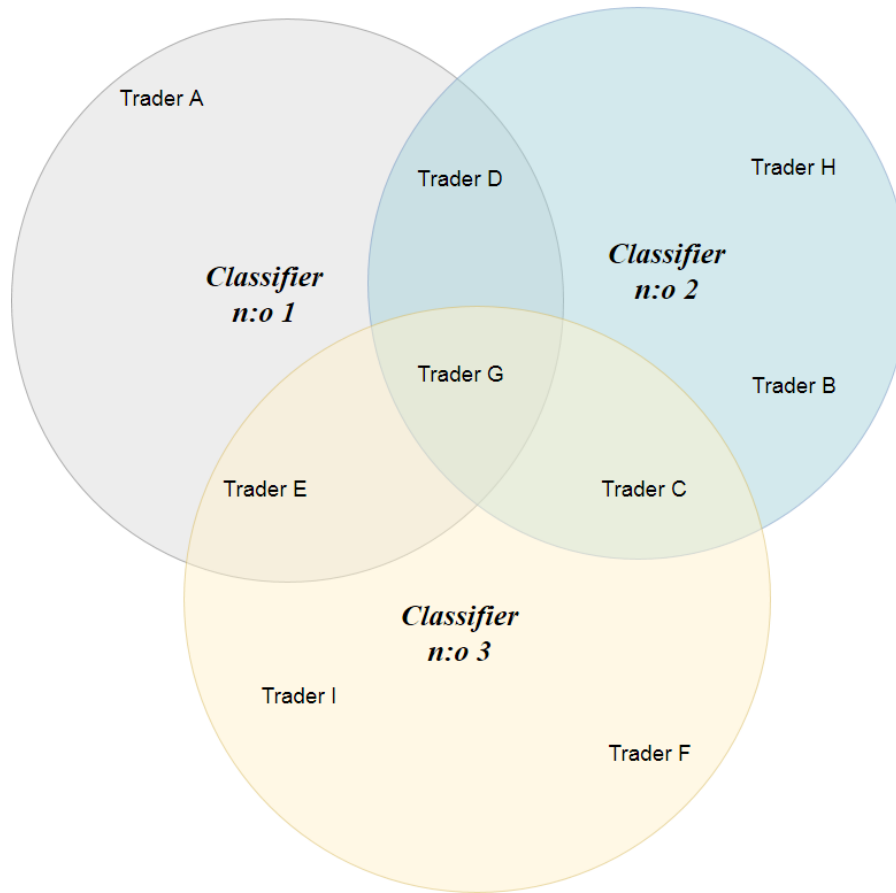 Trader A
Trader H
Trader D
Classifier
n:o 1
Classifier
n:o 2
Trader G
Trader B
Trader E
Trader C
Classifier
n:o 3
Trader I
Trader F